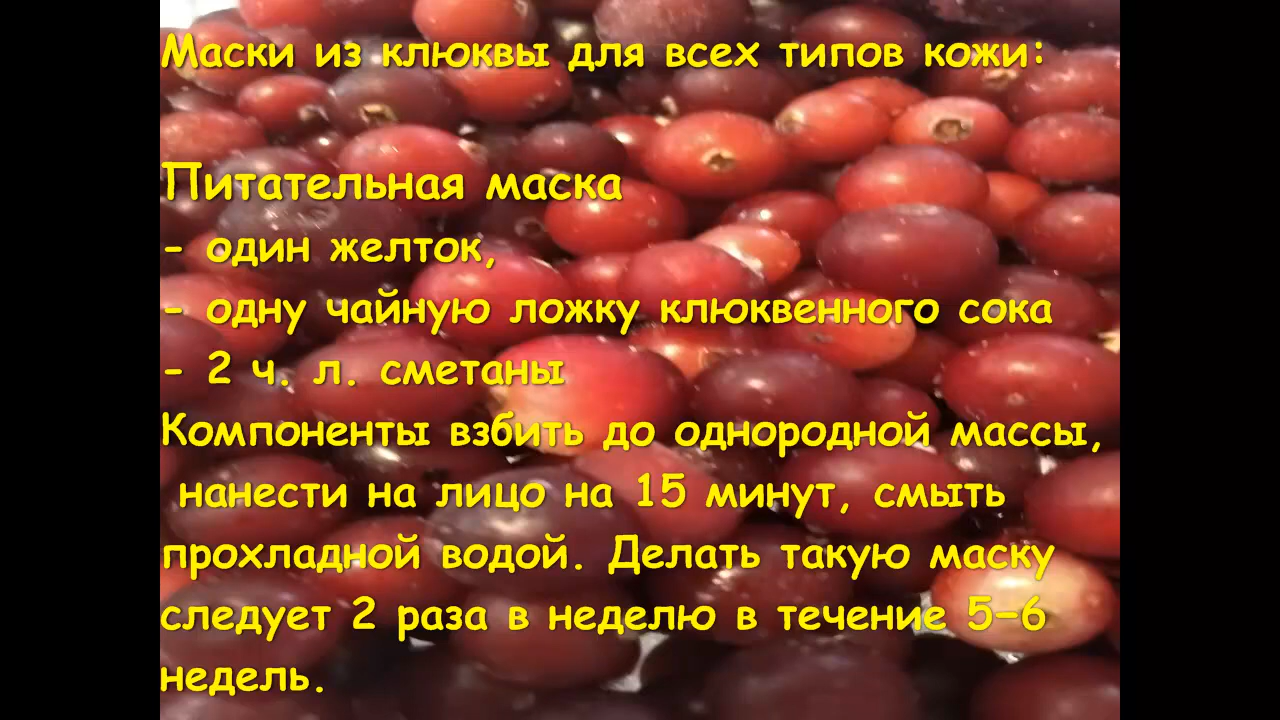 Маски из клюквы для всех типов кожи:
Питательная маска
- один желток,
- одну чайную ложку клюквенного сока
- 2 ч. л. сметаны
Компоненты взбить до однородной массы,
нанести на лицо на 15 минут, смыть
прохладной водой. Делать такую маску
следует 2 раза в неделю в течение 5–6
недель.